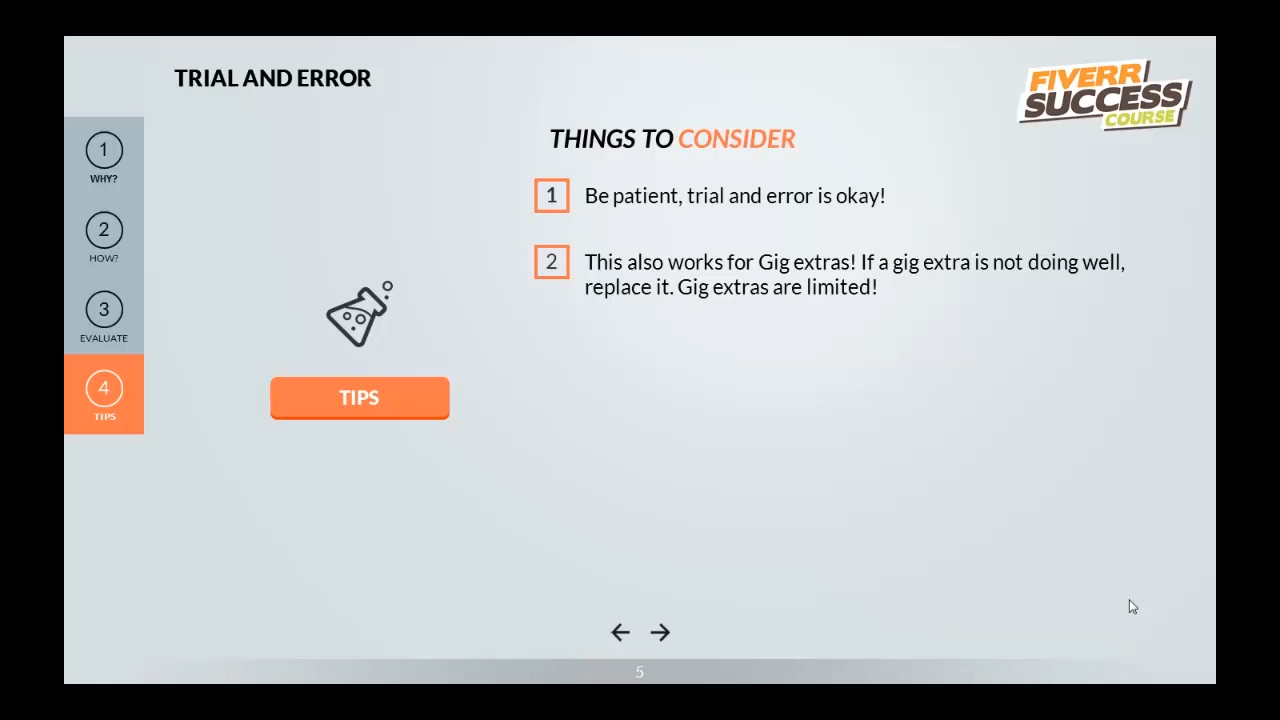 TRIAL AND ERROR
FIVERR
SUCCESS
COURSE
THINGS TO CONSIDER
1
WHY?
2
HOW?
3
EVALUATE
4
TIPS
TIPS
1 Be patient, trial and error is okay!
2 This also works for Gig extras! If a gig extra is not doing well,
replace it. Gig extras are limited!
5